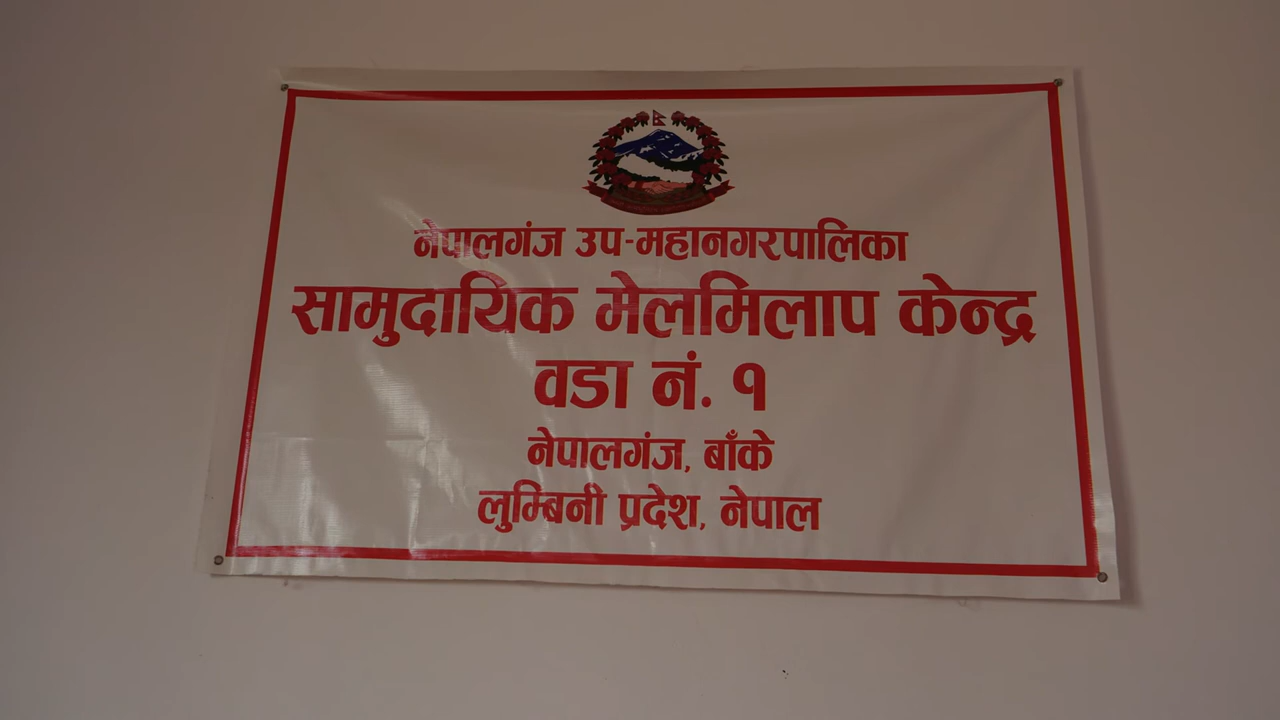 नेपालगंज उप-महानगरपालिका
सामुदायिक मेलमिलाप केन्द्र
वडा नं. १
नेपालगंज, बाँके
लुम्बिनी प्रदेश, नेपाल